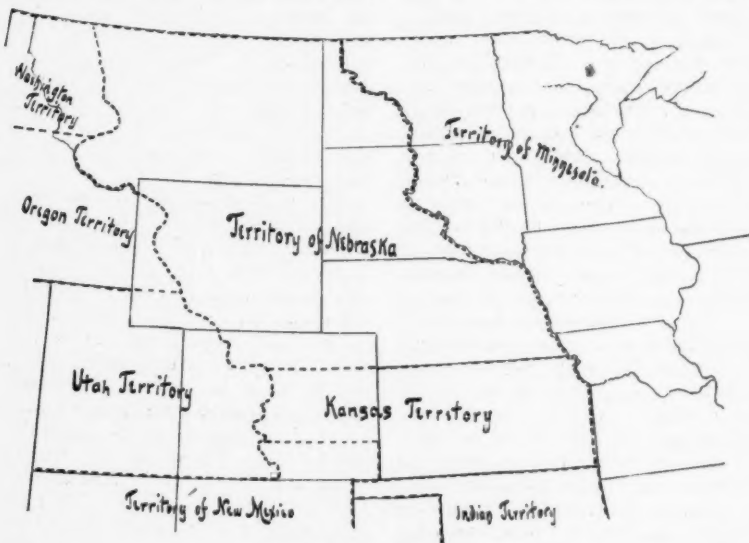 Washington
Territory
Territory of Minnesota.
Oregon Territory
Territory of Nebraska
Utah Territory
Kansas Territory
Territory of New Mexico
Indian Territory